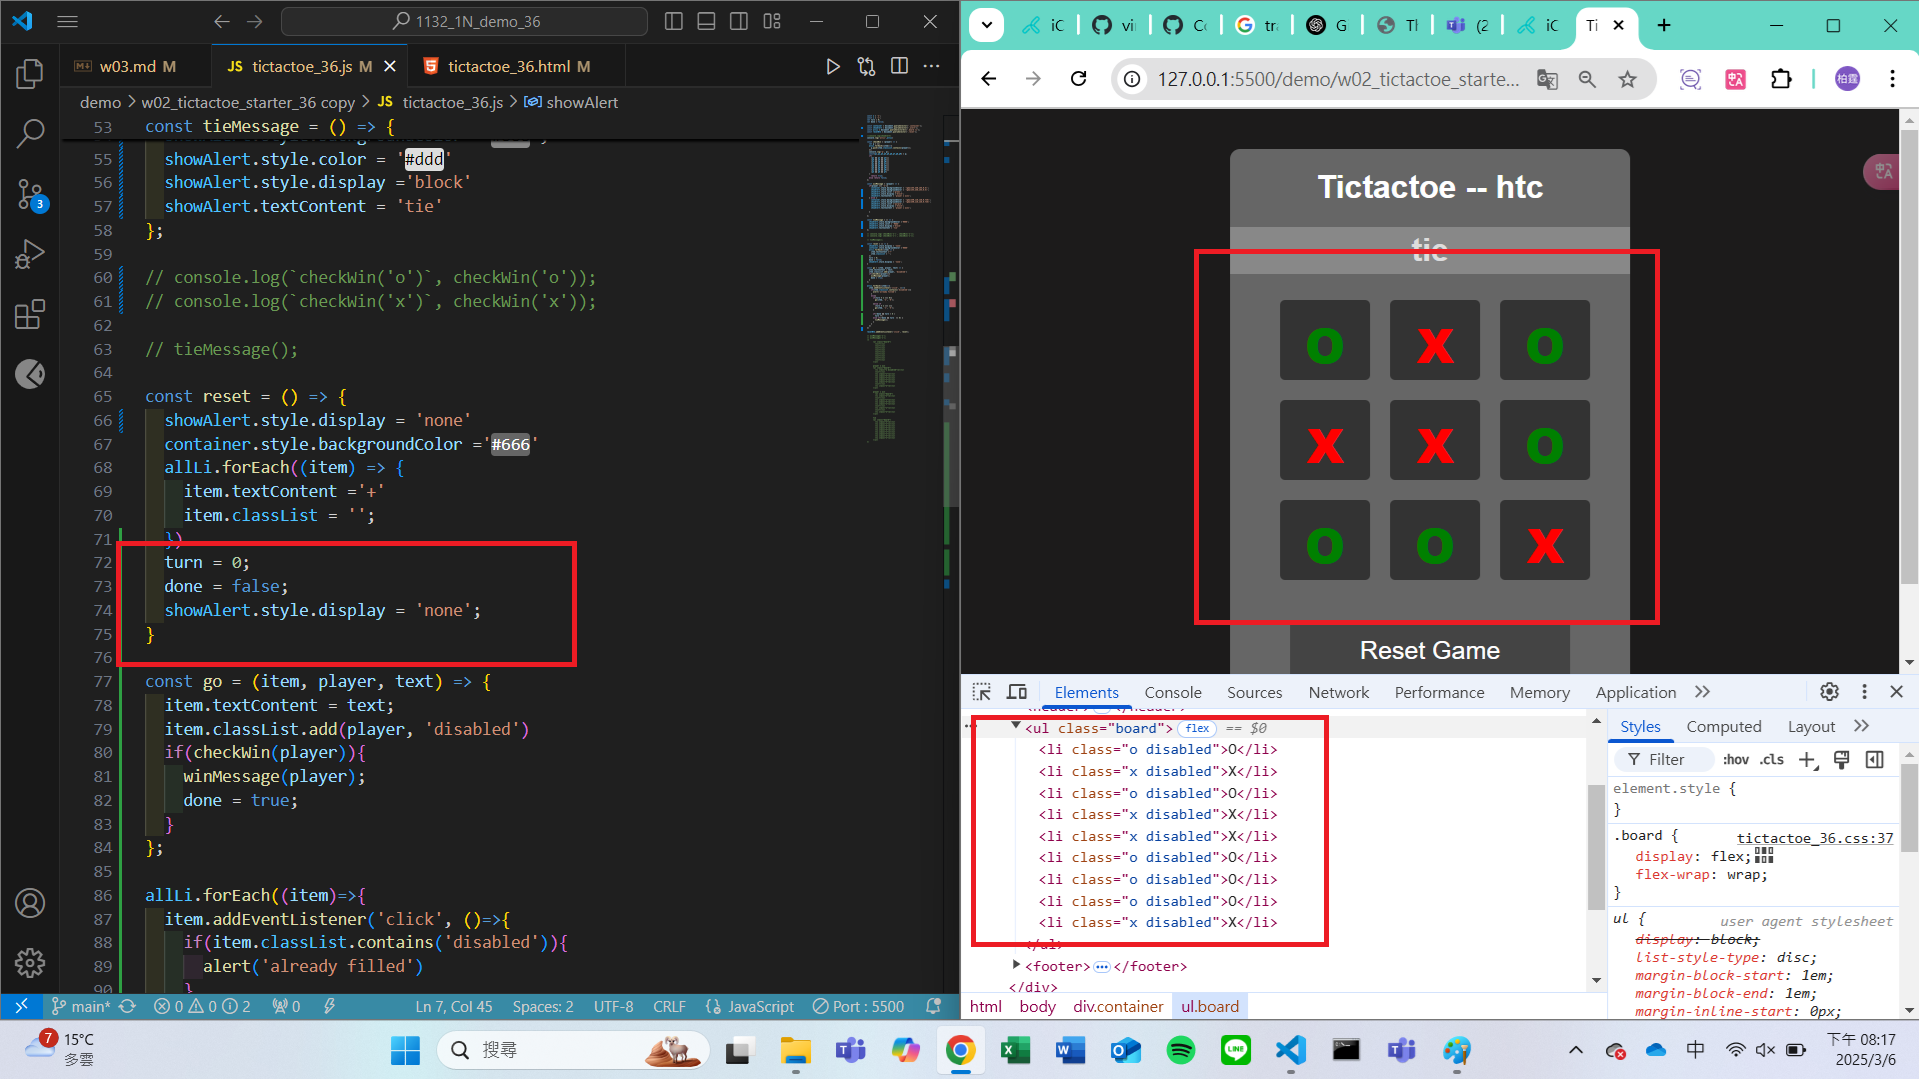 1132_1N_demo_36
w03.md M
JS tictactoe_36.js M
tictactoe_36.html M
demo > w02_tictactoe_starter_36 copy > JS tictactoe_36.js > showAlert
53 const tieMessage = () => {
55 showAlert.style.color = '#ddd'
56 showAlert.style.display ='block'
57 showAlert.textContent = 'tie'
58 };
59
60 // console.log(`checkWin('o')`, checkWin('o'));
61 // console.log(`checkWin('x')`, checkWin('x'));
62
63 // tieMessage();
64
65 const reset = () => {
66 showAlert.style.display = 'none'
67 container.style.backgroundColor ='#666'
68 allLi.forEach((item) => {
69 item.textContent ='+'
70 item.classList = '';
71 })
72 turn = 0;
73 done = false;
74 showAlert.style.display = 'none';
75 }
76
77 const go = (item, player, text) => {
78 item.textContent = text;
79 item.classList.add(player, 'disabled')
80 if(checkWin(player)){
81 winMessage(player);
82 done = true;
83 }
84 };
85
86 allLi.forEach((item)=>{
87 item.addEventListener('click', ()=>{
88 if(item.classList.contains('disabled')){
89 alert('already filled')
90 }
3
main* 0 0 2 0 Ln 7, Col 45 Spaces: 2 UTF-8 CRLF {} JavaScript Port : 5500
iC vi Co G tra G Th (2 iC Ti
127.0.0.1:5500/demo/w02_tictactoe_starte...
柏霆
Tictactoe -- htc
tie
O X O
X X O
O O X
Reset Game
Elements Console Sources Network Performance Memory Application
<ul class="board"> flex == $0
<li class="o disabled">O</li>
<li class="x disabled">X</li>
<li class="o disabled">O</li>
<li class="x disabled">X</li>
<li class="x disabled">X</li>
<li class="o disabled">O</li>
<li class="o disabled">O</li>
<li class="o disabled">O</li>
<li class="x disabled">X</li>
</ul>
<footer> ... </footer>
</div>
html body div.container ul.board
Styles Computed Layout
Filter :hov .cls
element.style {
}
.board { tictactoe_36.css:37
display: flex;
flex-wrap: wrap;
}
ul { user agent stylesheet
display: block;
list-style-type: disc;
margin-block-start: 1em;
margin-block-end: 1em;
margin-inline-start: 0px;
7 15°C
多雲
搜尋
中
下午 08:17
2025/3/6